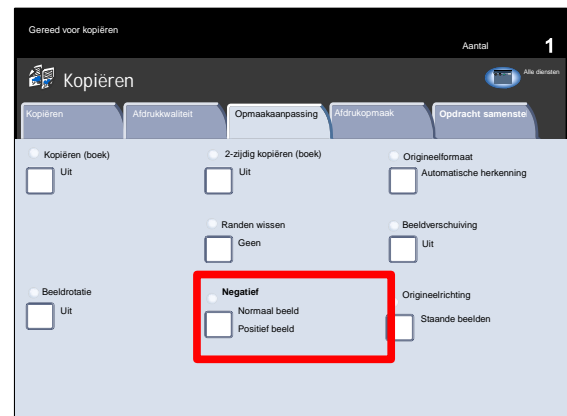 Gereed voor kopiëren
Aantal 1
Kopiëren
Alle diensten
Kopiëren
Afdrukkwaliteit
Opmaakaanpassing
Afdrukopmaak
Opdracht samenste
Kopiëren (boek)
Uit
2-zijdig kopiëren (boek)
Uit
Origineelformaat
Automatische herkenning
Randen wissen
Geen
Beeldverschuiving
Uit
Beeldrotatie
Uit
Negatief
Normaal beeld
Positief beeld
Origineelrichting
Staande beelden